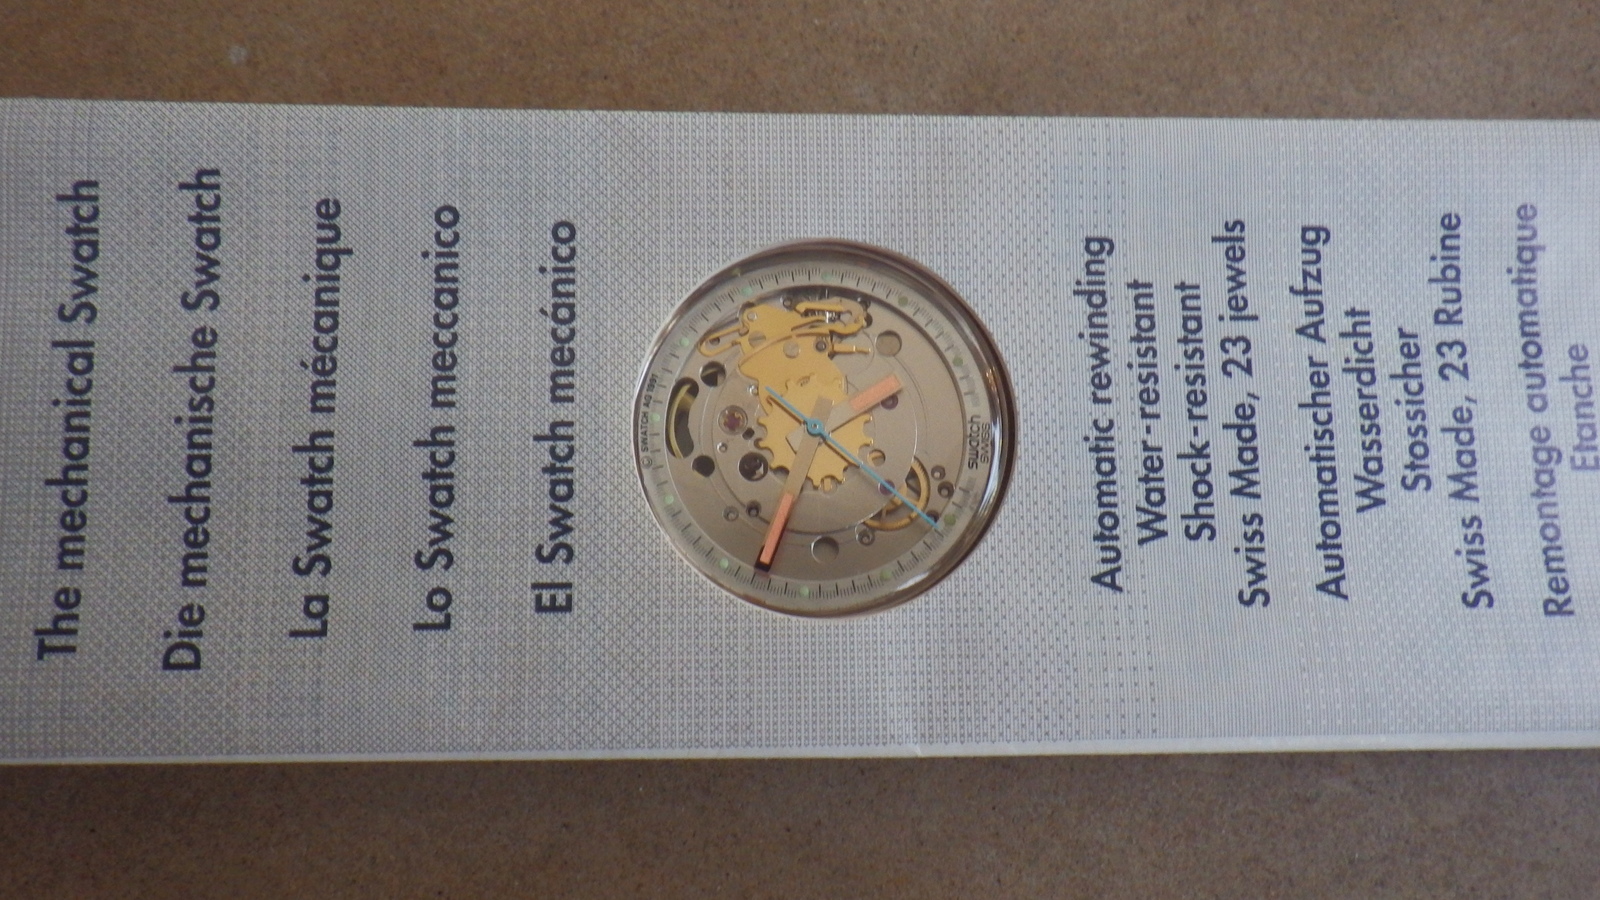 The mechanical Swatch
Die mechanische Swatch
La Swatch mécanique
Lo Swatch meccanico
El Swatch mecánico
© SWATCH AG
swatch
SWISS
Automatic rewinding
Water-resistant
Shock-resistant
Swiss Made, 23 jewels
Automatischer Aufzug
Wasserdicht
Stossicher
Swiss Made, 23 Rubine
Remontage automatique
Etanche